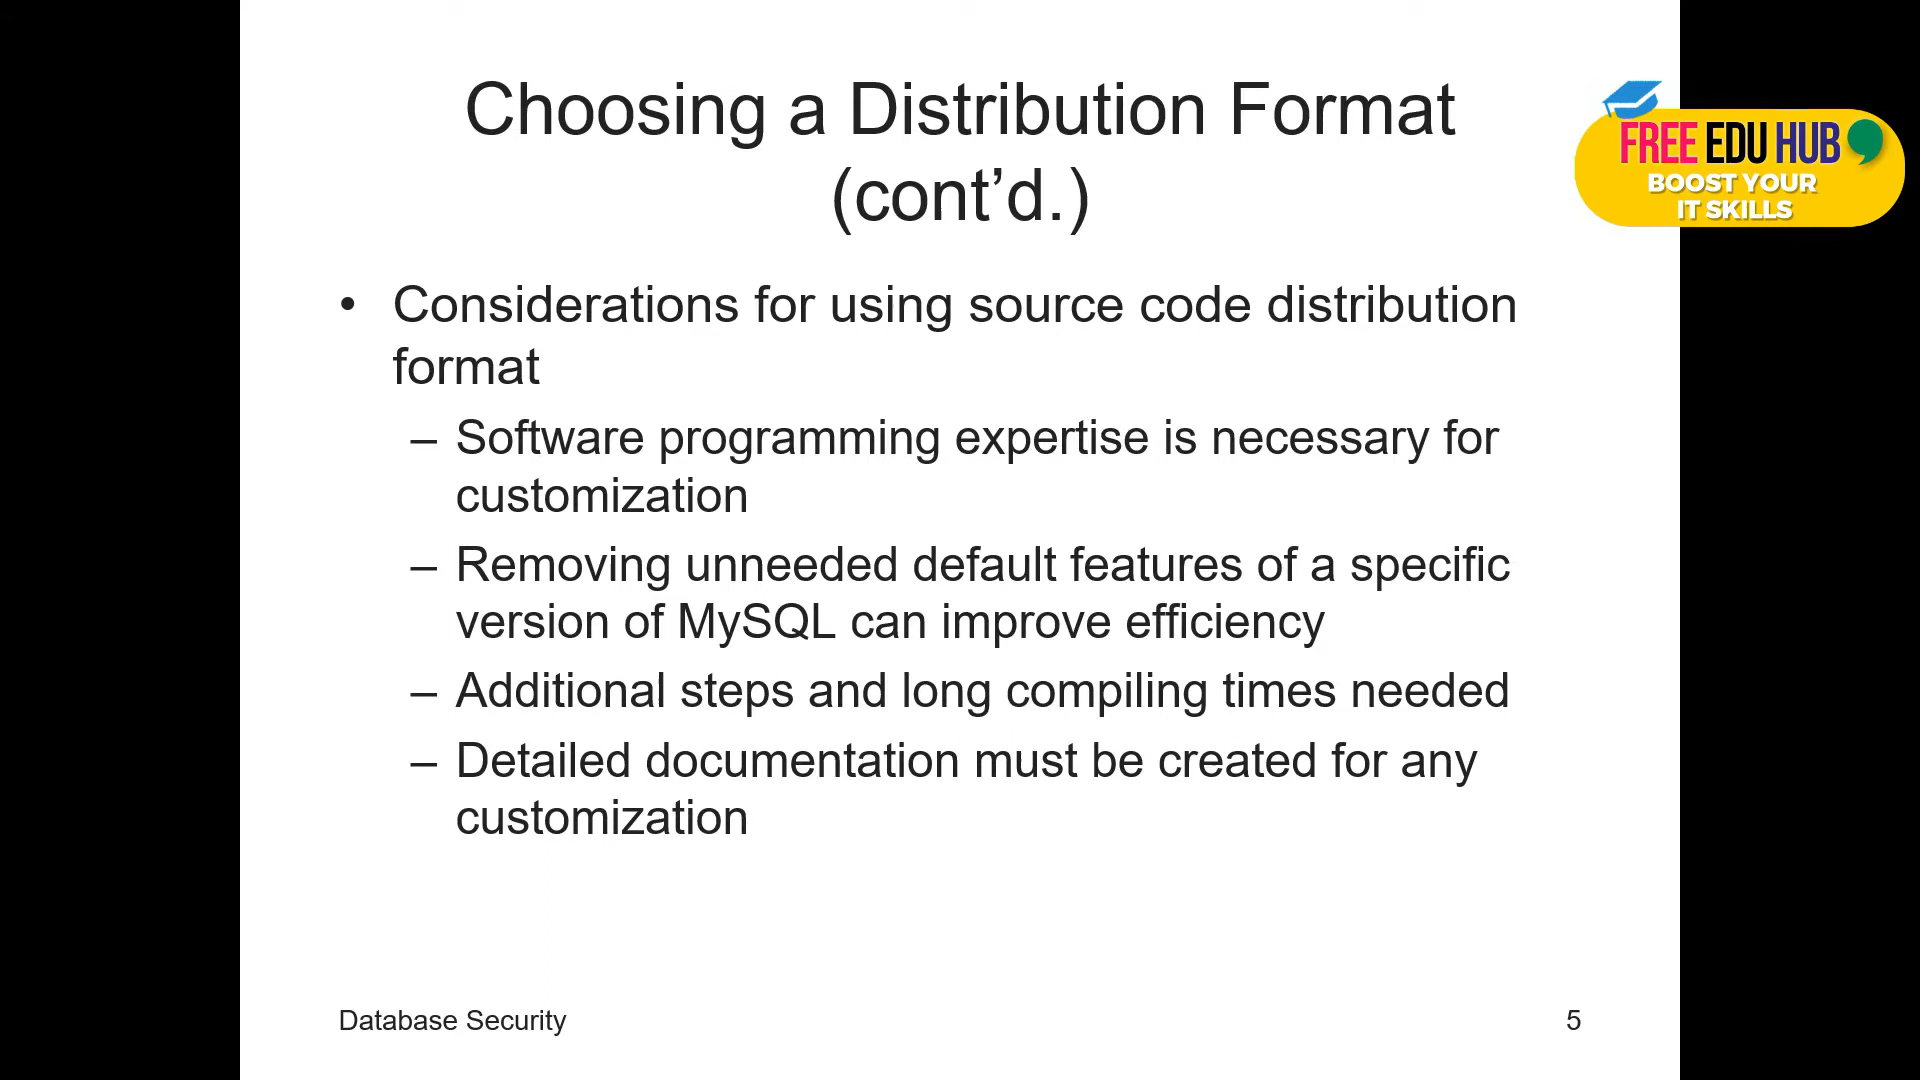 Choosing a Distribution Format
(cont’d.)
FREE EDU HUB
BOOST YOUR
IT SKILLS
• Considerations for using source code distribution
format
– Software programming expertise is necessary for
customization
– Removing unneeded default features of a specific
version of MySQL can improve efficiency
– Additional steps and long compiling times needed
– Detailed documentation must be created for any
customization
Database Security
5